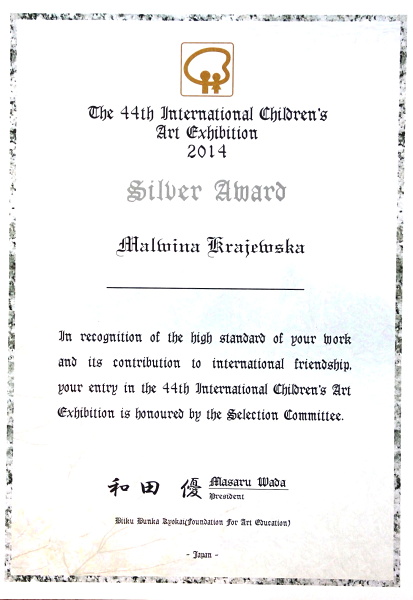 The 44th International Children's
Art Exhibition
2014
Silver Award
Malwina Krajewska
In recognition of the high standard of your work
and its contribution to international friendship,
your entry in the 44th International Children's Art
Exhibition is honoured by the Selection Committee.
和田 優 Masaru Wada
President
Biiku Bunka Kyokai(Foundation For Art Education)
- Japan -